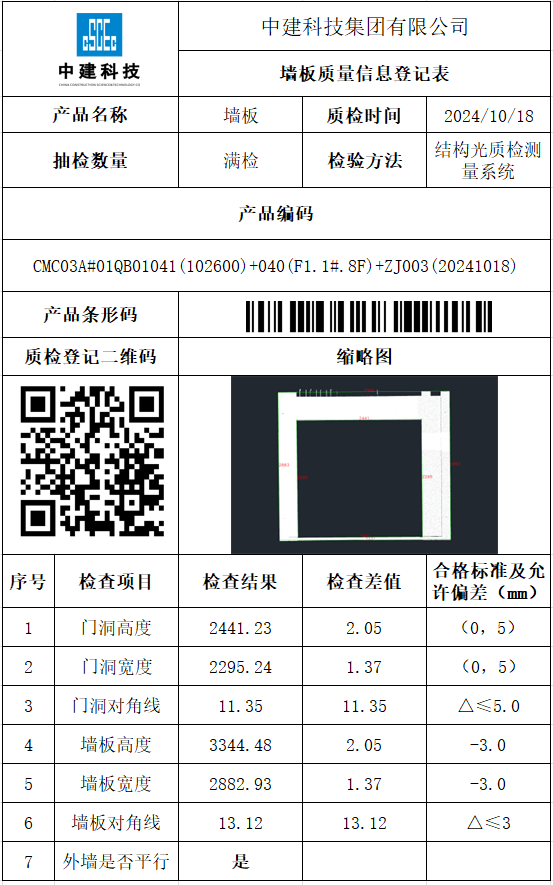 中建科技集团有限公司
CSCEC
中建科技
墙板质量信息登记表
产品名称 墙板 质检时间 2024/10/18
抽检数量 满检 检验方法 结构光质检测
量系统
产品编码
CMC03A#01QB01041(102600)+040(F1.1#.8F)+ZJ003(20241018)
产品条形码
质检登记二维码 缩略图
2441
2883
2295
序号 检查项目 检查结果 检查差值 合格标准及允
许偏差（mm）
1 门洞高度 2441.23 2.05 （0，5）
2 门洞宽度 2295.24 1.37 （0，5）
3 门洞对角线 11.35 11.35 △≤5.0
4 墙板高度 3344.48 2.05 -3.0
5 墙板宽度 2882.93 1.37 -3.0
6 墙板对角线 13.12 13.12 △≤3
7 外墙是否平行 是